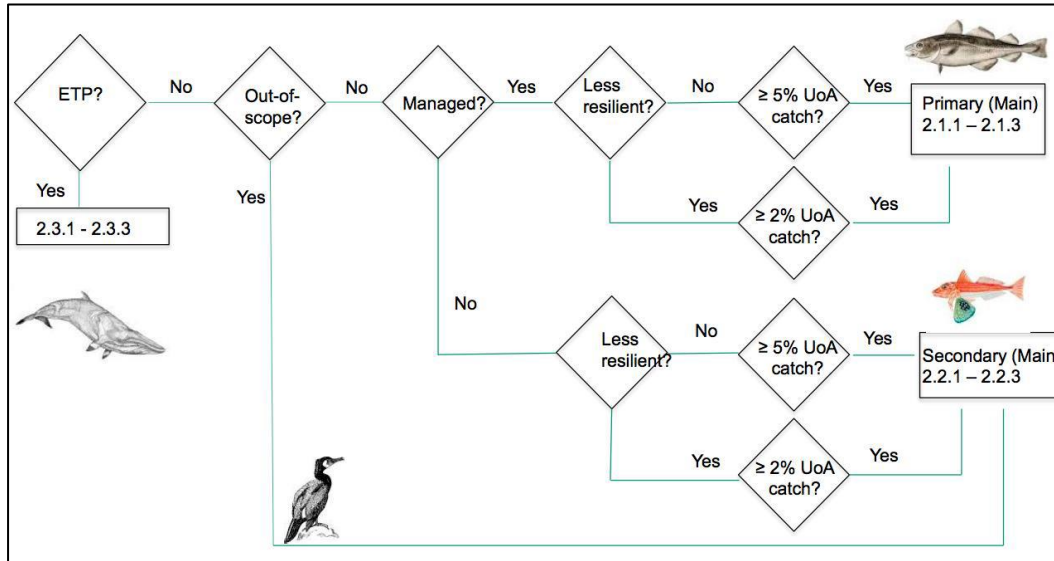 ETP?
No
Out-of-
scope?
No
Managed?
Yes
Less
resilient?
No
≥ 5% UoA
catch?
Yes
Primary (Main)
2.1.1 – 2.1.3
Yes
2.3.1 - 2.3.3
Yes
Yes
≥ 2% UoA
catch?
Yes
No
Less
resilient?
No
≥ 5% UoA
catch?
Yes
Secondary (Main
2.2.1 – 2.2.3
Yes
≥ 2% UoA
catch?
Yes